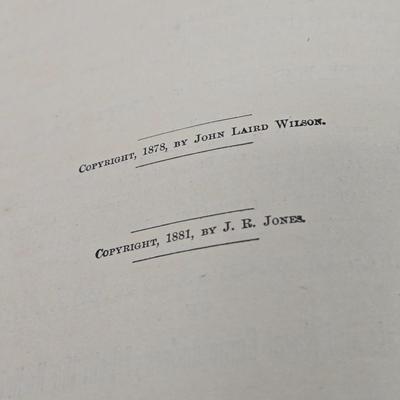 Copyright, 1878, by John Laird Wilson.
Copyright, 1881, by J. R. Jones.